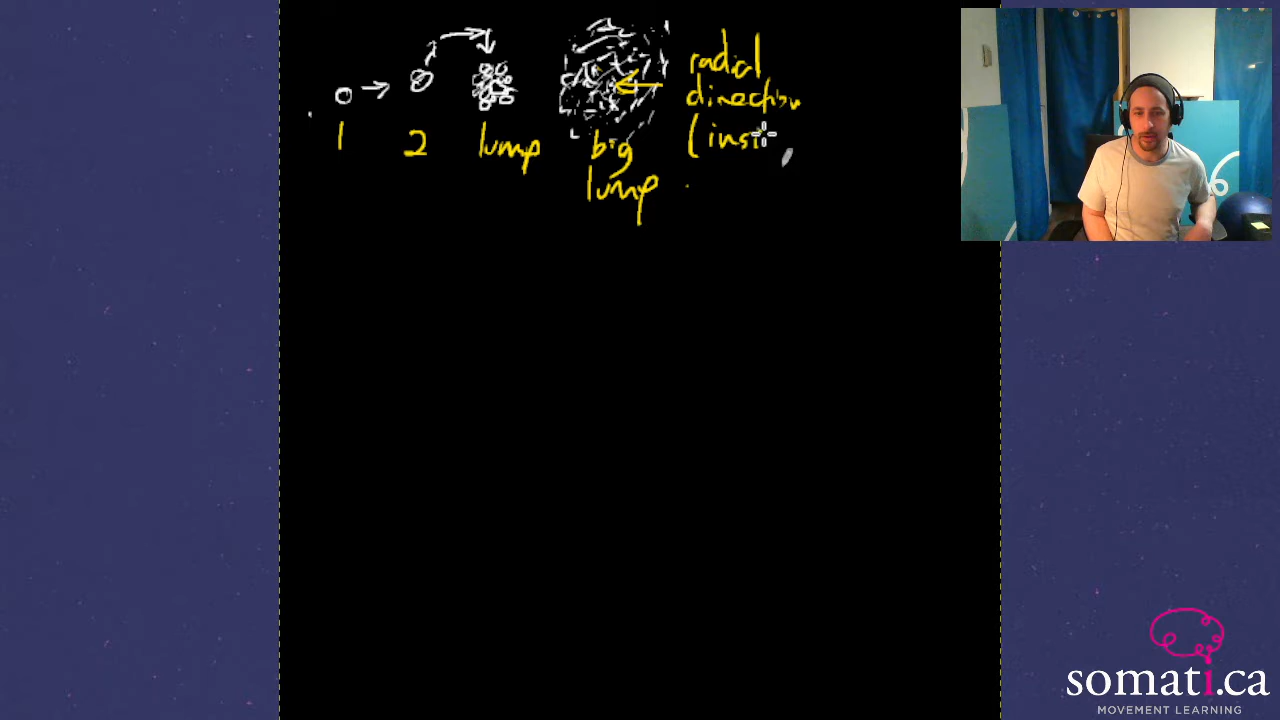 1
2
lump
big
lump
radial
direction
(insi
somati.ca
MOVEMENT LEARNING